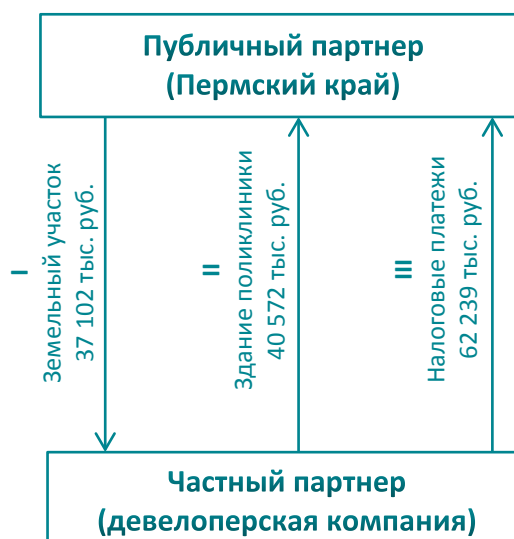 Публичный партнер
(Пермский край)
I
Земельный участок
37 102 тыс. руб.
II
Здание поликлиники
40 572 тыс. руб.
III
Налоговые платежи
62 239 тыс. руб.
Частный партнер
(девелоперская компания)